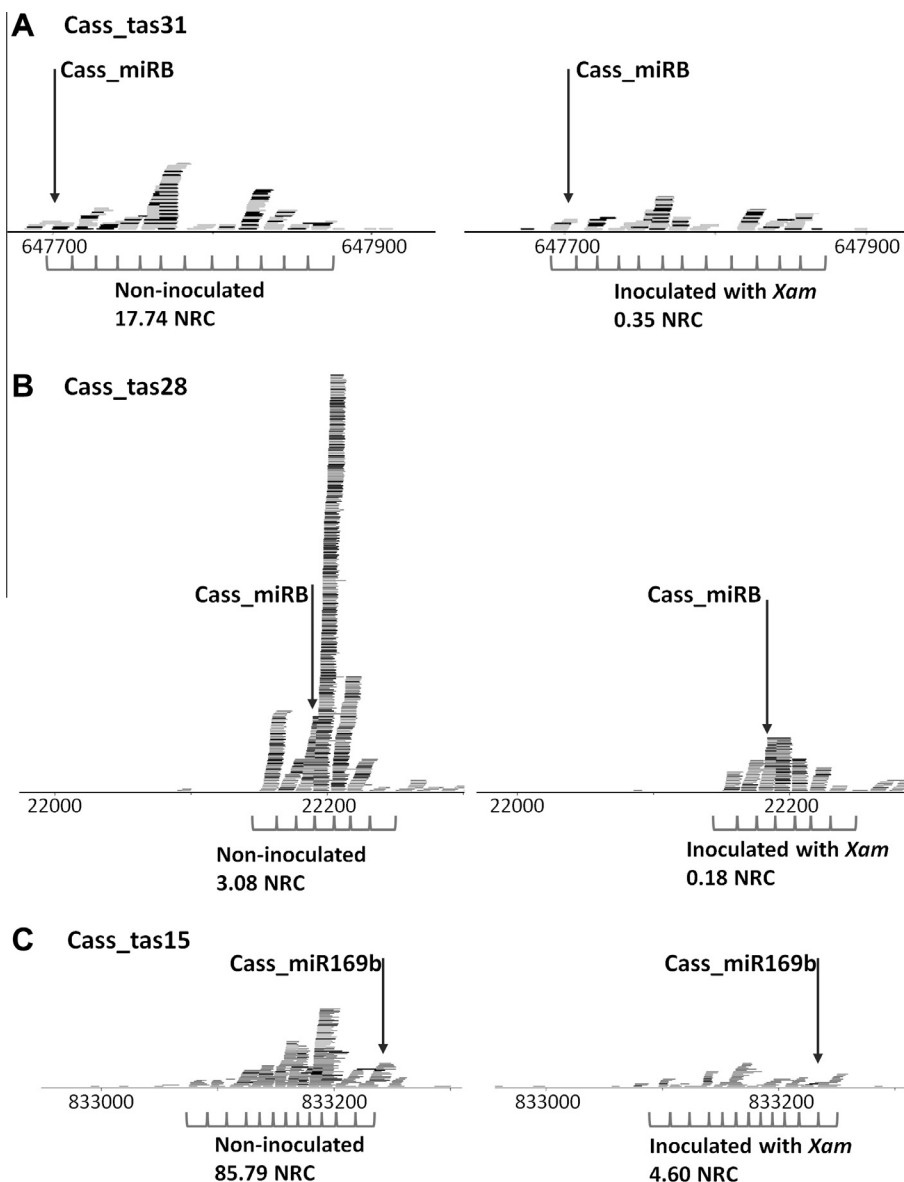 A Cass_tas31
Cass_miRB
Cass_miRB
647700 647900
647700 647900
Non-inoculated
17.74 NRC
Inoculated with Xam
0.35 NRC
B Cass_tas28
Cass_miRB
Cass_miRB
22000 22200
22000 22200
Non-inoculated
3.08 NRC
Inoculated with Xam
0.18 NRC
C Cass_tas15
Cass_miR169b
Cass_miR169b
833000 833200
833000 833200
Non-inoculated
85.79 NRC
Inoculated with Xam
4.60 NRC